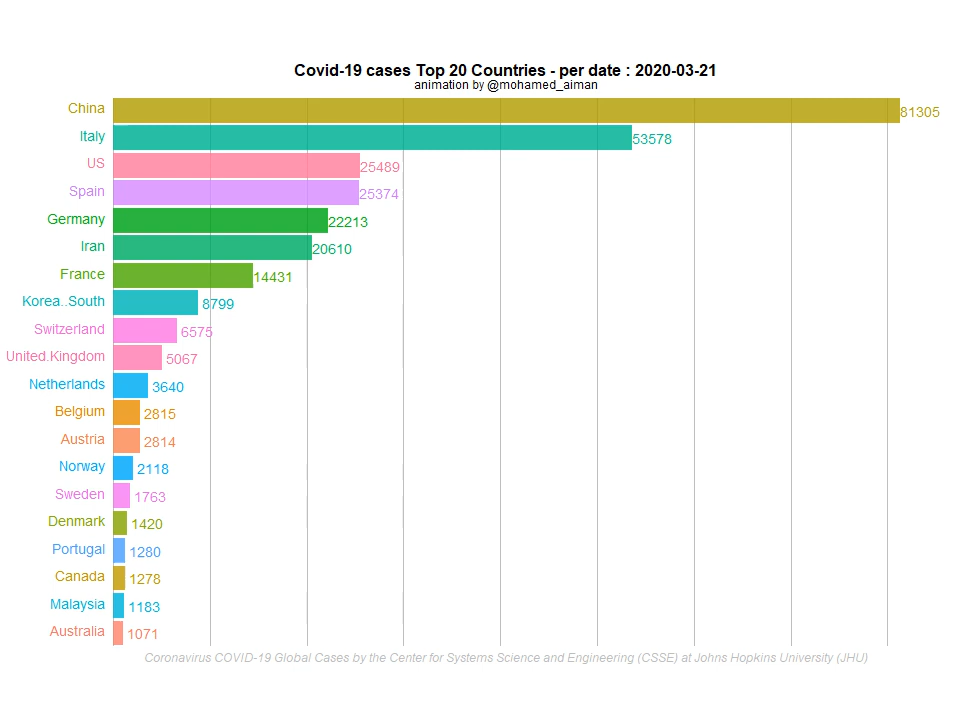 Covid-19 cases Top 20 Countries - per date : 2020-03-21
animation by @mohamed_aiman
China 81305
Italy 53578
US 25489
Spain 25374
Germany 22213
Iran 20610
France 14431
Korea..South 8799
Switzerland 6575
United.Kingdom 5067
Netherlands 3640
Belgium 2815
Austria 2814
Norway 2118
Sweden 1763
Denmark 1420
Portugal 1280
Canada 1278
Malaysia 1183
Australia 1071
Coronavirus COVID-19 Global Cases by the Center for Systems Science and Engineering (CSSE) at Johns Hopkins University (JHU)